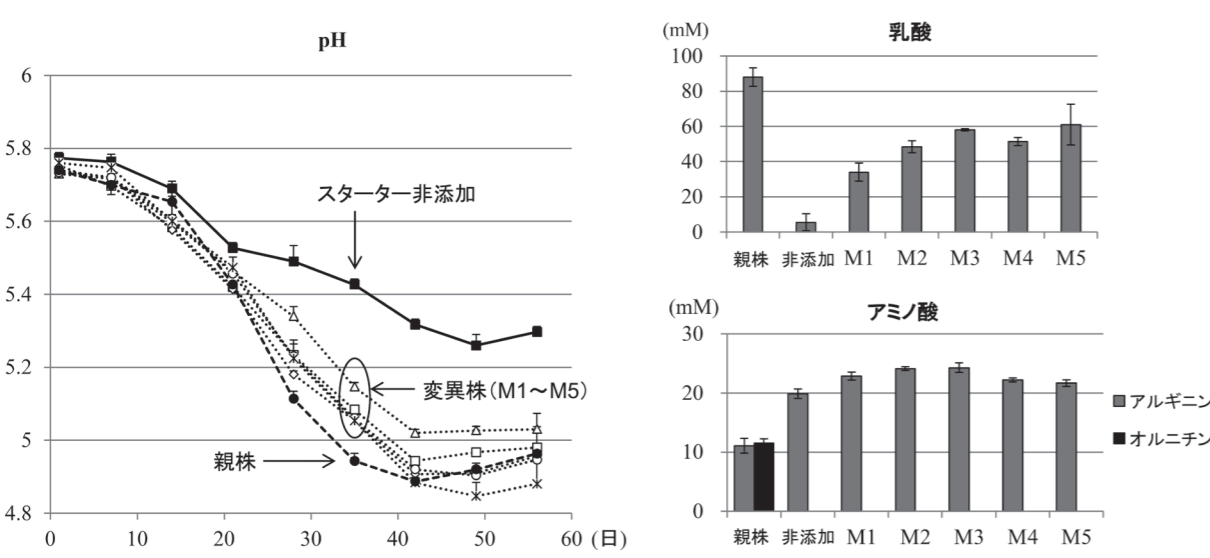 pH
6
5.8
5.6
5.4
5.2
5
4.8
0
10
20
30
40
50
60 (日)
スターター非添加
変異株(M1〜M5)
親株
(mM)
乳酸
100
80
60
40
20
0
親株 非添加 M1 M2 M3 M4 M5
(mM)
アミノ酸
30
20
10
0
親株 非添加 M1 M2 M3 M4 M5
アルギニン
オルニチン